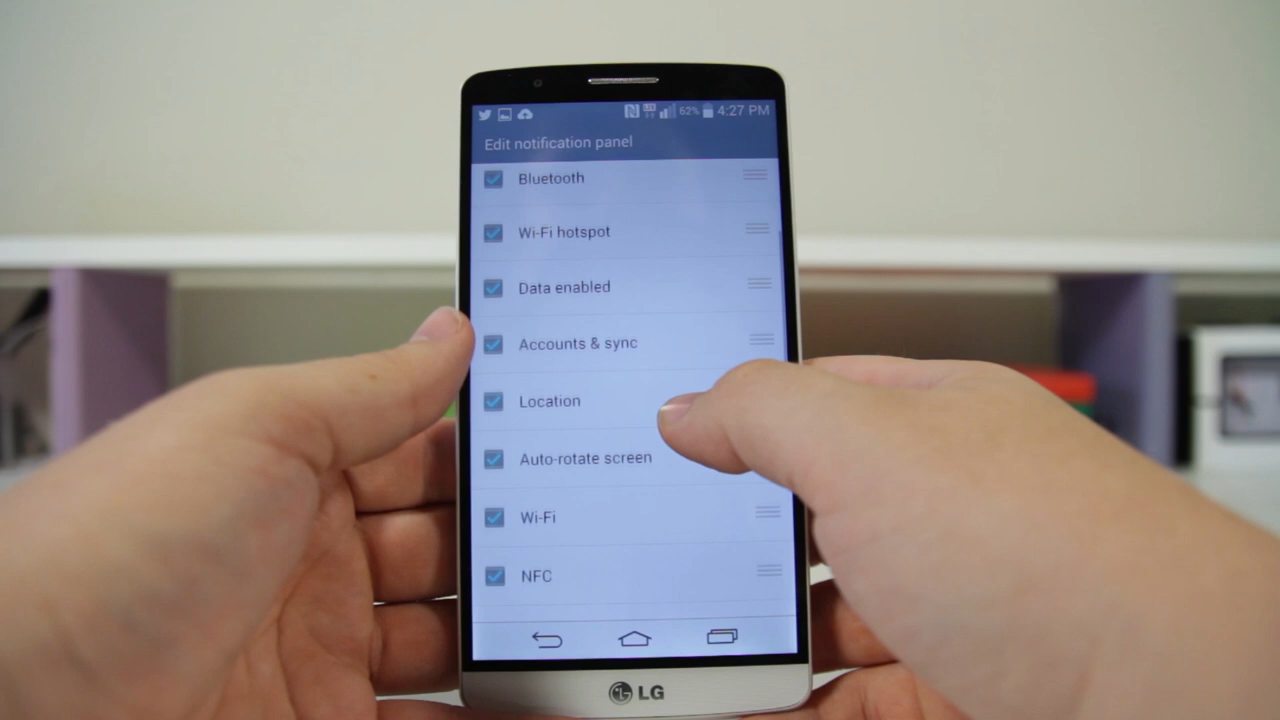 62% 4:27 PM
Edit notification panel
Bluetooth
Wi-Fi hotspot
Data enabled
Accounts & sync
Location
Auto-rotate screen
Wi-Fi
NFC
LG